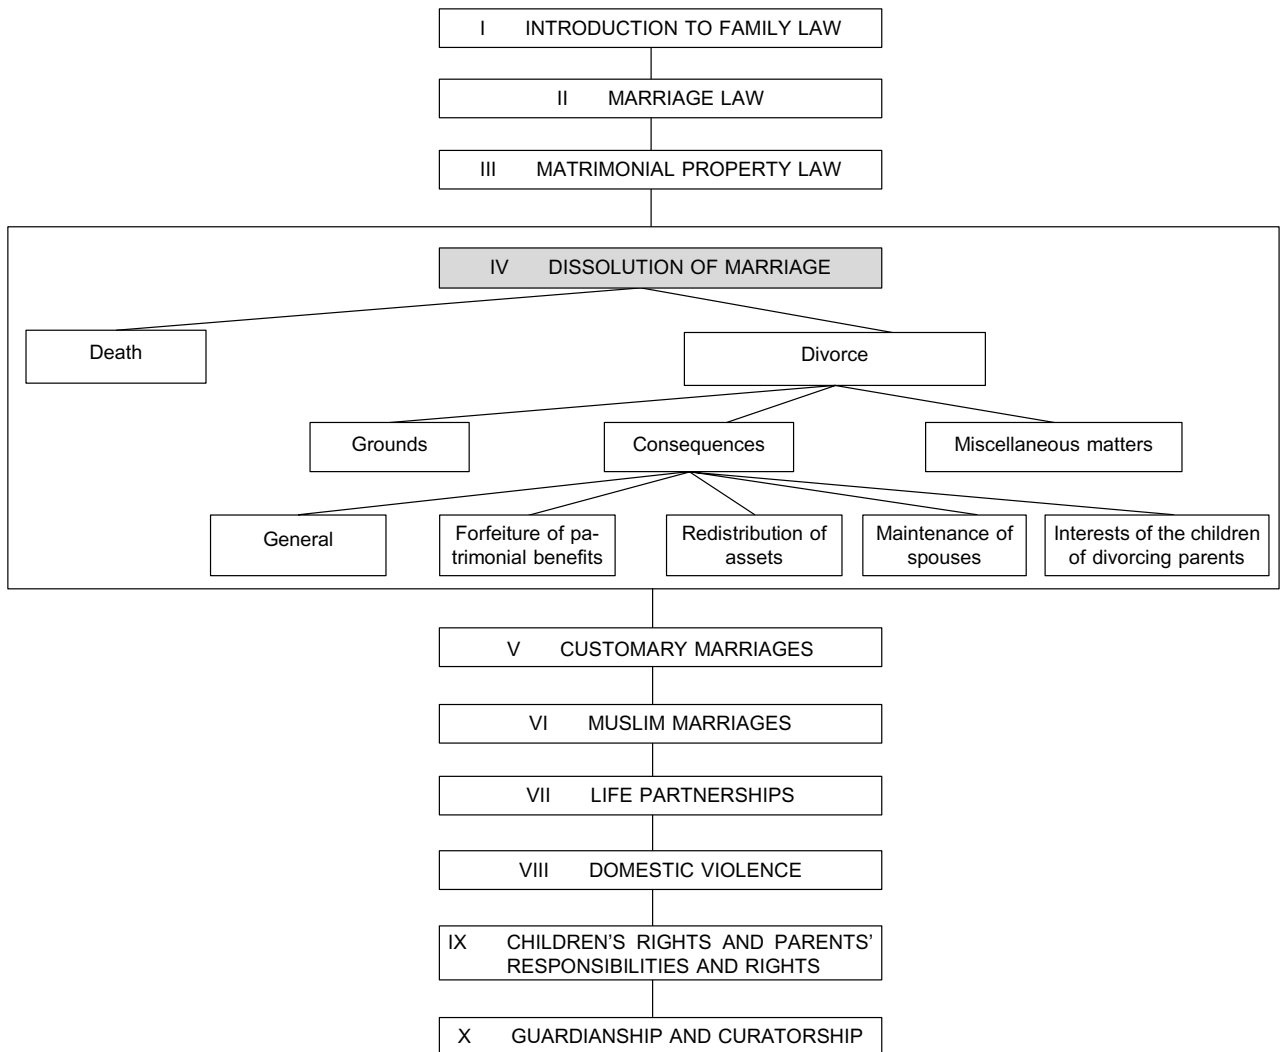 I INTRODUCTION TO FAMILY LAW
II MARRIAGE LAW
III MATRIMONIAL PROPERTY LAW
IV DISSOLUTION OF MARRIAGE
Death
Divorce
Grounds
Consequences
Miscellaneous matters
General
Forfeiture of pa-
trimonial benefits
Redistribution of
assets
Maintenance of
spouses
Interests of the children
of divorcing parents
V CUSTOMARY MARRIAGES
VI MUSLIM MARRIAGES
VII LIFE PARTNERSHIPS
VIII DOMESTIC VIOLENCE
IX CHILDREN’S RIGHTS AND PARENTS’
RESPONSIBILITIES AND RIGHTS
X GUARDIANSHIP AND CURATORSHIP